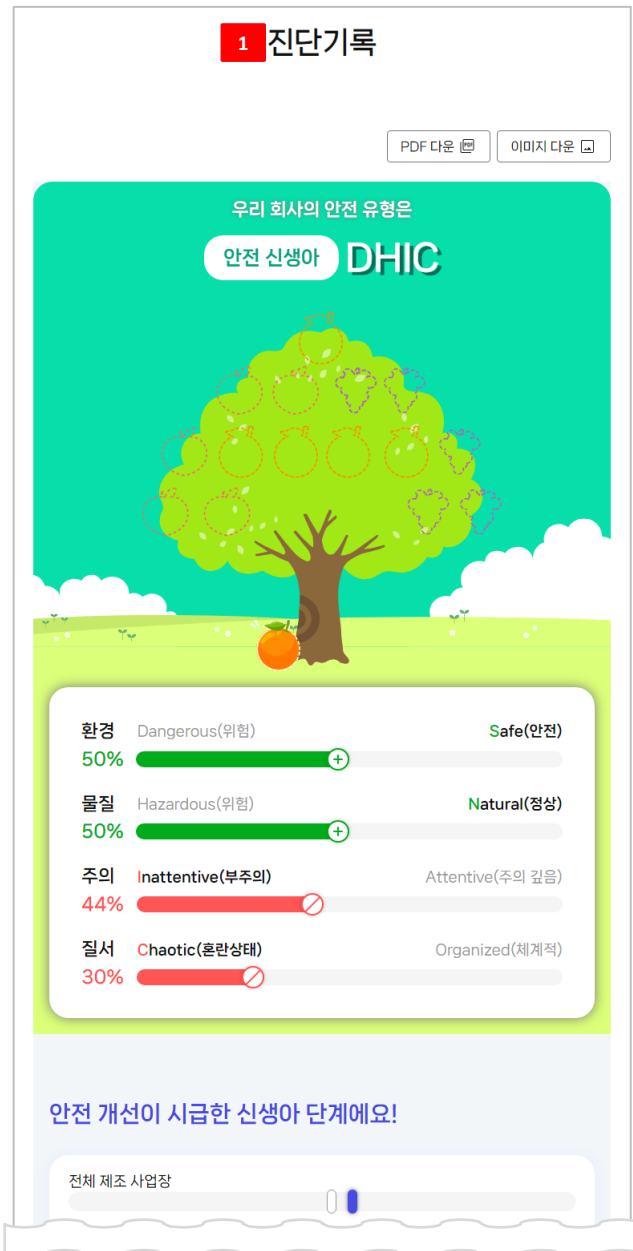 1 진단기록
PDF 다운 PDF 이미지 다운
우리 회사의 안전 유형은
안전 신생아 DHIC
환경 Dangerous(위험) Safe(안전)
50%
물질 Hazardous(위험) Natural(정상)
50%
주의 Inattentive(부주의) Attentive(주의 깊음)
44%
질서 Chaotic(혼란상태) Organized(체계적)
30%
안전 개선이 시급한 신생아 단계에요!
전체 제조 사업장